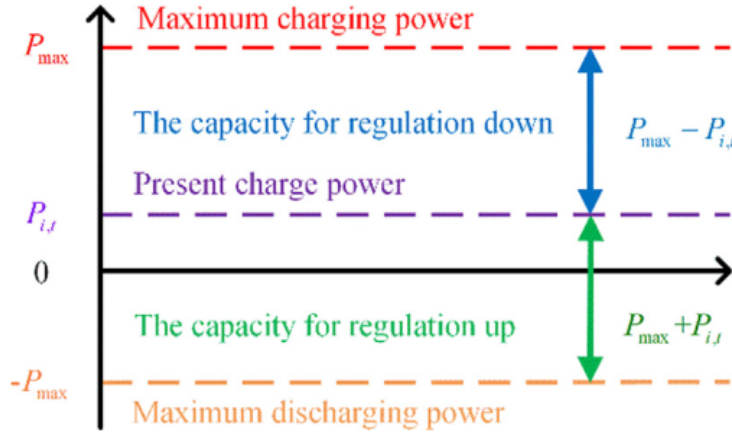 Maximum charging power
P_max
The capacity for regulation down
P_max − P_i,t
Present charge power
P_i,t
0
The capacity for regulation up
P_max + P_i,t
-P_max
Maximum discharging power